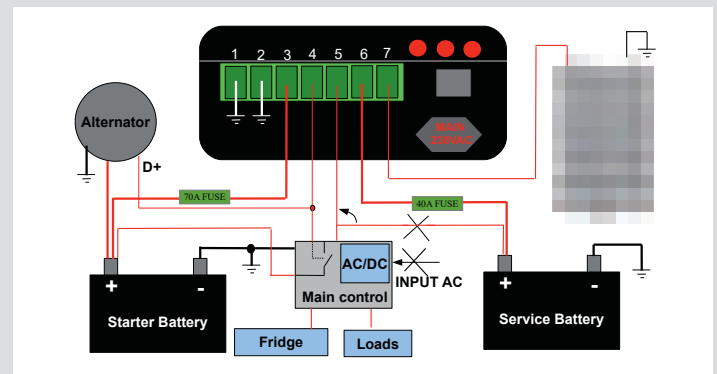 1 2 3 4 5 6 7
MAIN
230VAC
Alternator
D+
70A FUSE
40A FUSE
AC/DC
INPUT AC
Main control
+ -
Starter Battery
+ -
Service Battery
Fridge
Loads